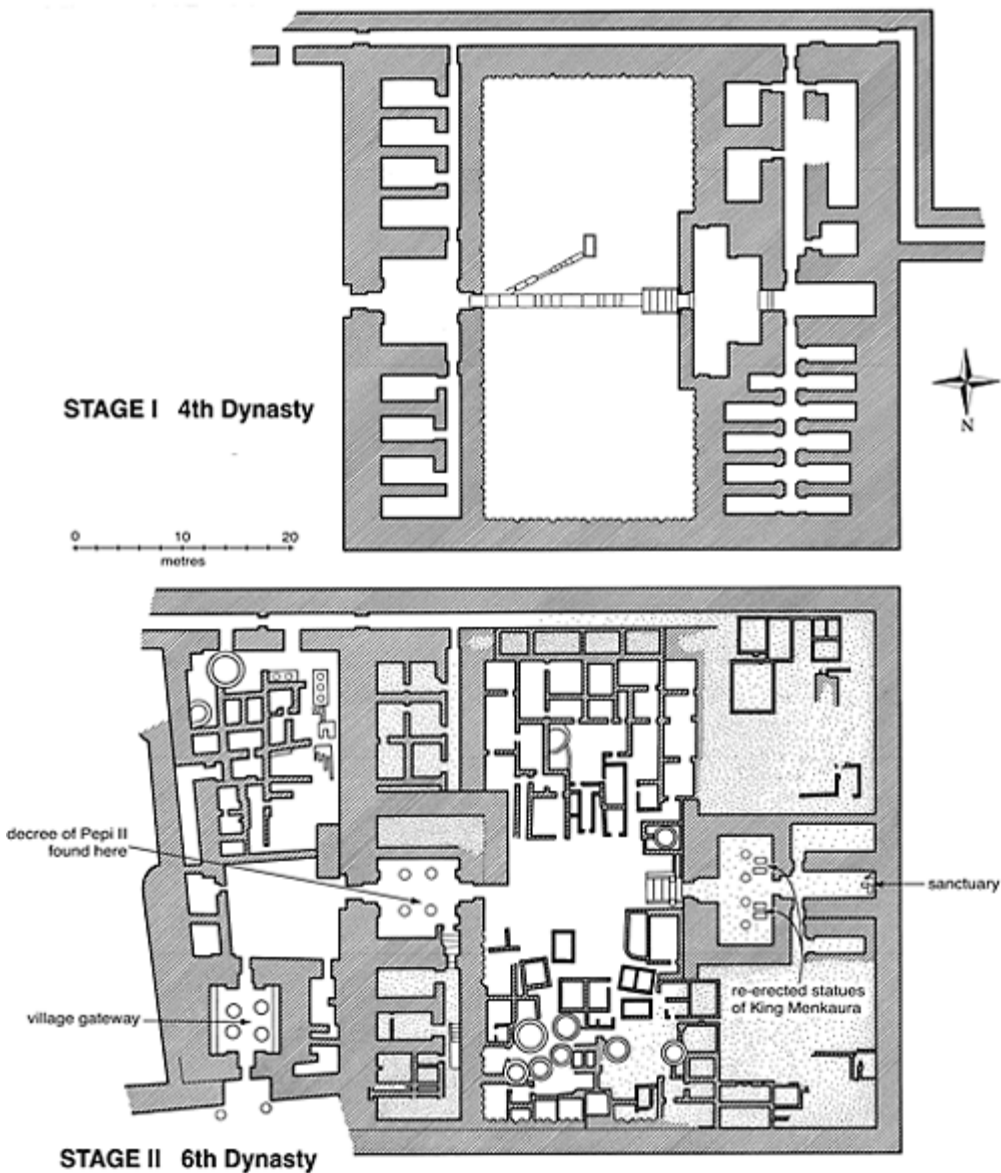 N
STAGE I 4th Dynasty
0 10 20
metres
decree of Pepi II
found here
sanctuary
re-erected statues
of King Menkaura
village gateway
STAGE II 6th Dynasty